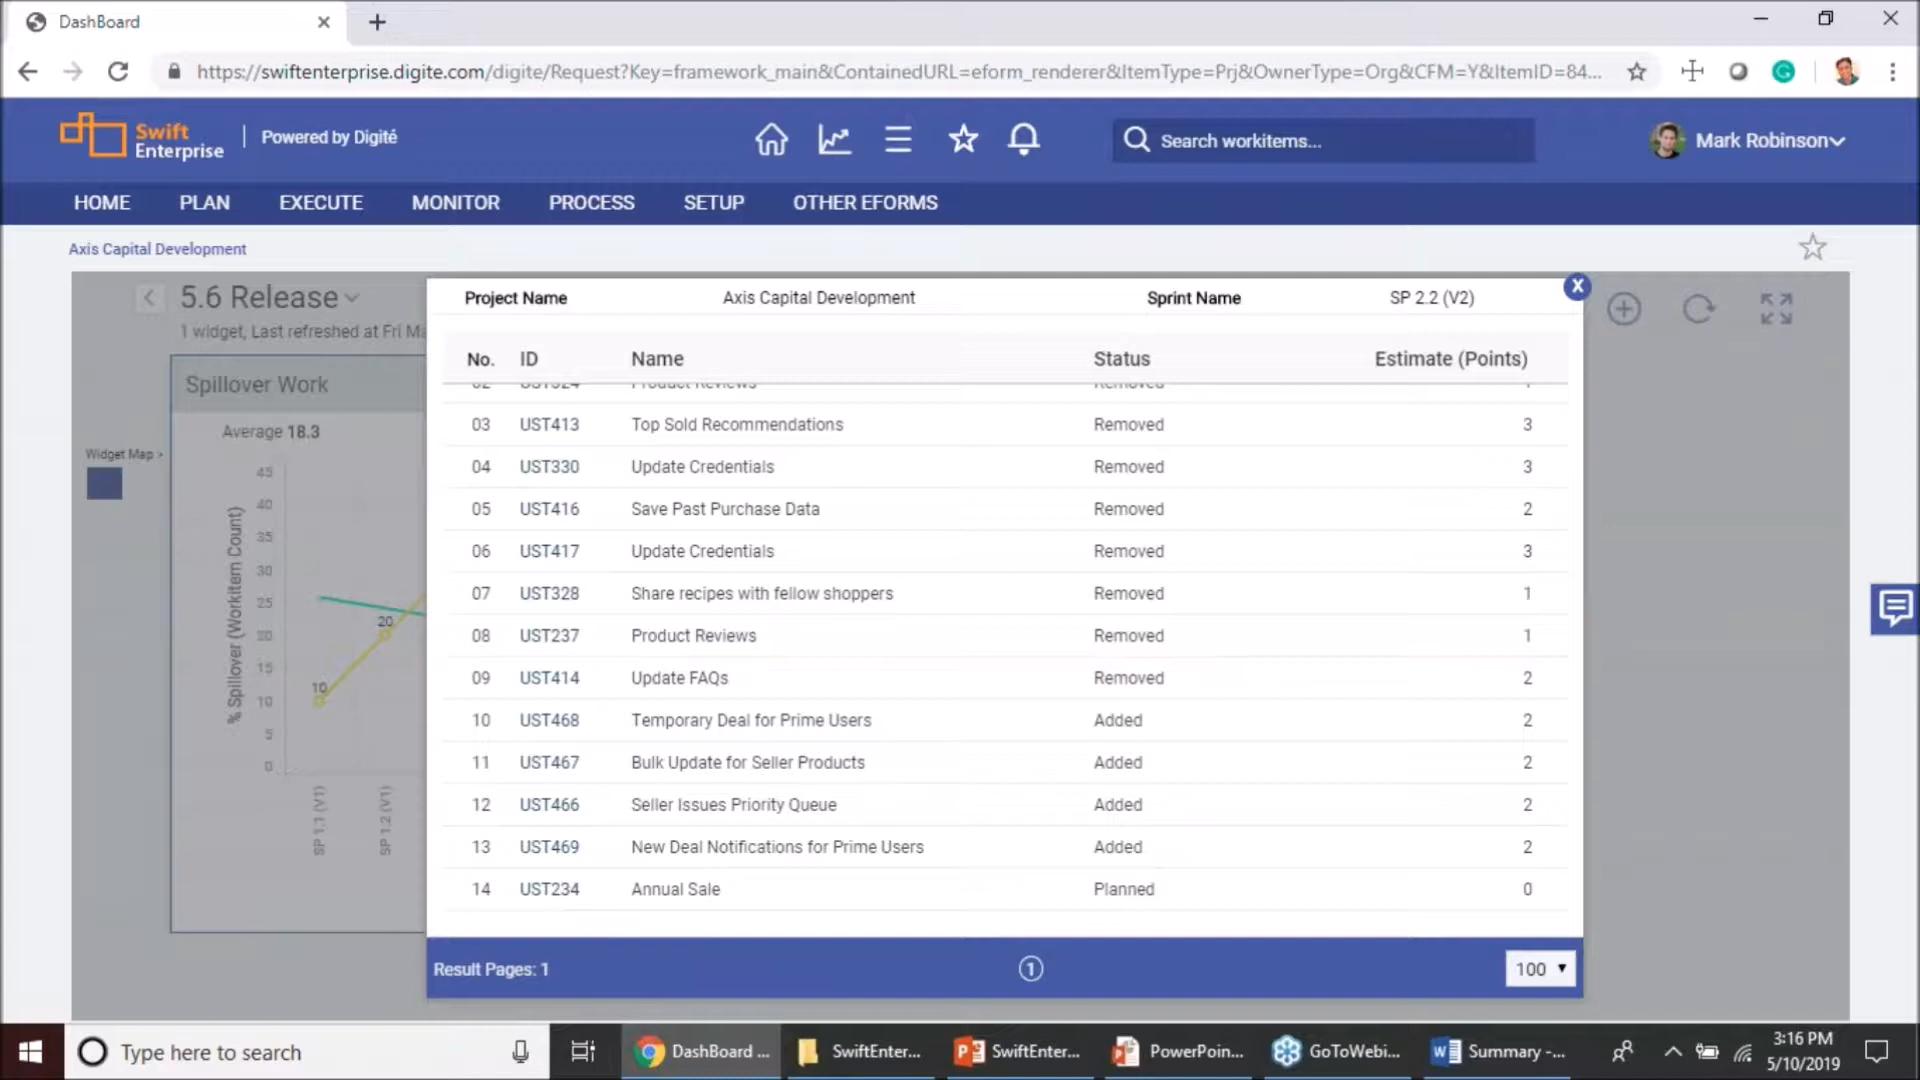 DashBoard
https://swiftenterprise.digite.com/digite/Request?Key=framework_main&ContainedURL=eform_renderer&ItemType=Prj&OwnerType=Org&CFM=Y&ItemID=84...
Swift Enterprise
Powered by Digité
Search workitems...
Mark Robinson
HOME PLAN EXECUTE MONITOR PROCESS SETUP OTHER EFORMS
Axis Capital Development
5.6 Release
1 widget, Last refreshed at Fri
Widget Map >
Spillover Work
Average 18.3
% Spillover (Workitem Count)
45
40
35
30
25
20
15
10
5
0
10
20
SP 1.1 (V1)
SP 1.2 (V1)
Project Name Axis Capital Development Sprint Name SP 2.2 (V2)
X
No. ID Name Status Estimate (Points)
02 UST324 Product Reviews Removed
03 UST413 Top Sold Recommendations Removed 3
04 UST330 Update Credentials Removed 3
05 UST416 Save Past Purchase Data Removed 2
06 UST417 Update Credentials Removed 3
07 UST328 Share recipes with fellow shoppers Removed 1
08 UST237 Product Reviews Removed 1
09 UST414 Update FAQs Removed 2
10 UST468 Temporary Deal for Prime Users Added 2
11 UST467 Bulk Update for Seller Products Added 2
12 UST466 Seller Issues Priority Queue Added 2
13 UST469 New Deal Notifications for Prime Users Added 2
14 UST234 Annual Sale Planned 0
Result Pages: 1 1 100
Type here to search
DashBoard ...
SwiftEnter...
SwiftEnter...
PowerPoin...
GoToWebi...
Summary -...
3:16 PM
5/10/2019